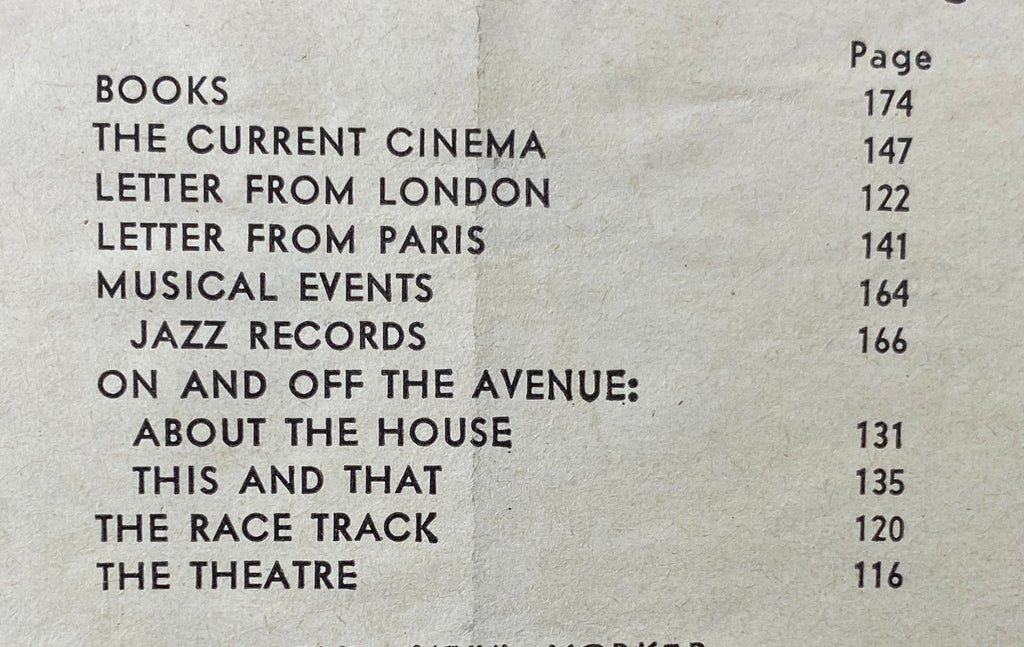 Page
BOOKS 174
THE CURRENT CINEMA 147
LETTER FROM LONDON 122
LETTER FROM PARIS 141
MUSICAL EVENTS 164
JAZZ RECORDS 166
ON AND OFF THE AVENUE:
ABOUT THE HOUSE 131
THIS AND THAT 135
THE RACE TRACK 120
THE THEATRE 116